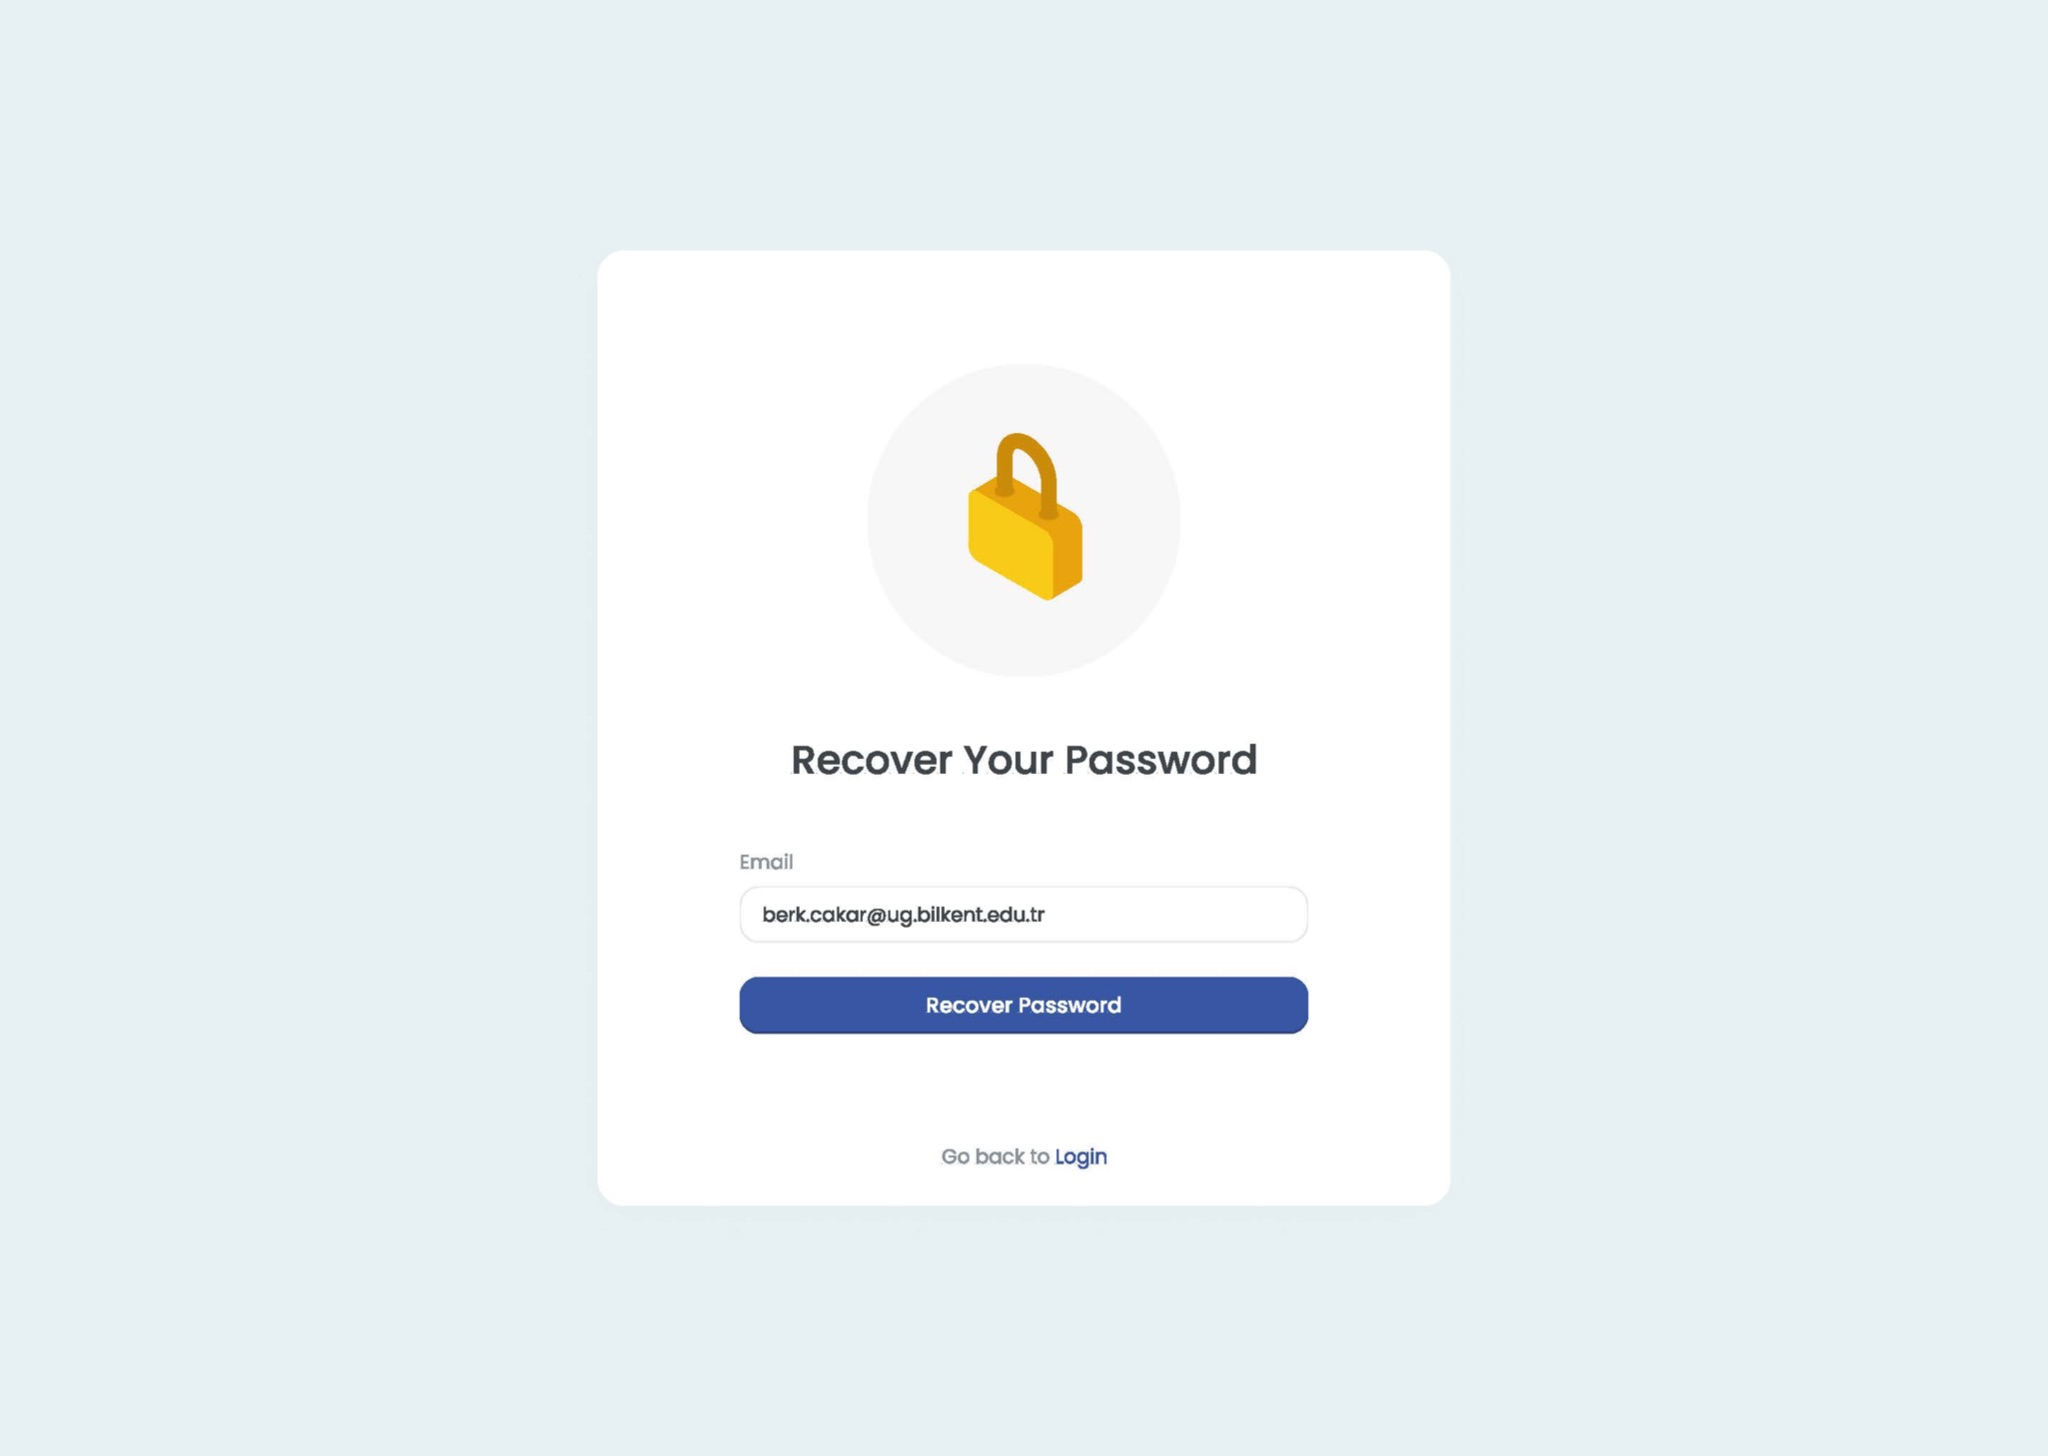 Recover Your Password
Email
berk.cakar@ug.bilkent.edu.tr
Recover Password
Go back to Login